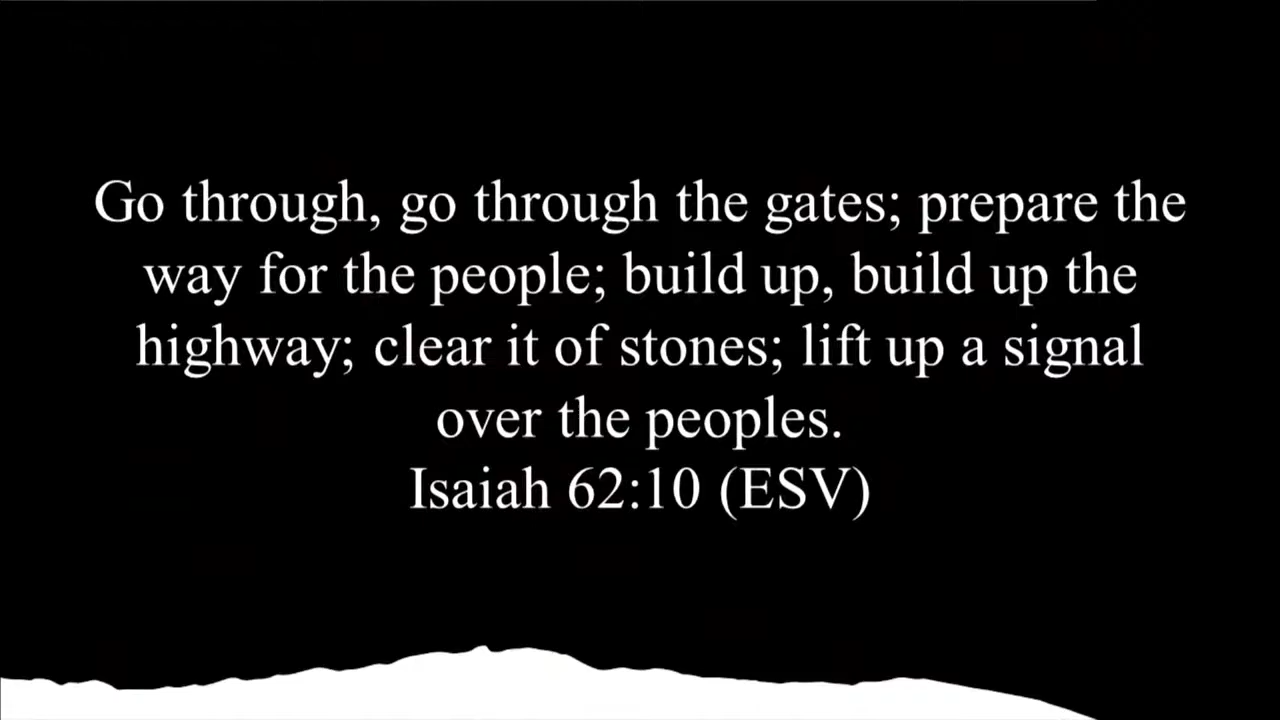 Go through, go through the gates; prepare the
way for the people; build up, build up the
highway; clear it of stones; lift up a signal
over the peoples.
Isaiah 62:10 (ESV)